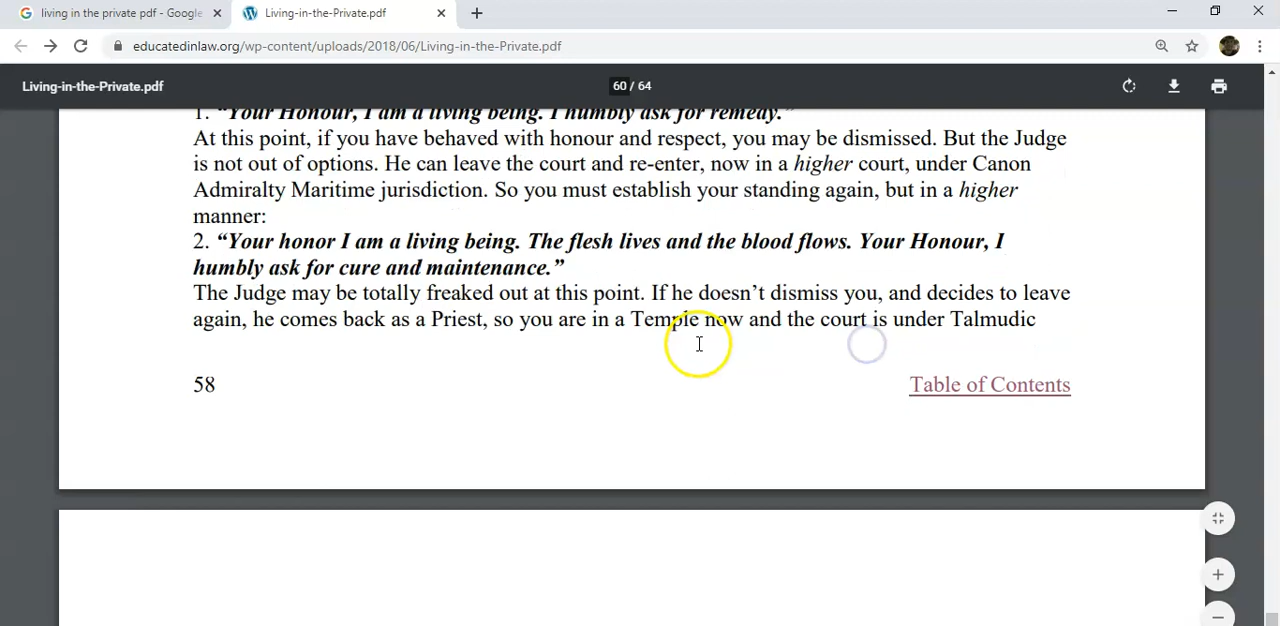 living in the private pdf - Google
Living-in-the-Private.pdf
educatedinlaw.org/wp-content/uploads/2018/06/Living-in-the-Private.pdf
Living-in-the-Private.pdf
60 / 64
1. “Your Honour, I am a living being. I humbly ask for remedy.”
At this point, if you have behaved with honour and respect, you may be dismissed. But the Judge
is not out of options. He can leave the court and re-enter, now in a higher court, under Canon
Admiralty Maritime jurisdiction. So you must establish your standing again, but in a higher
manner:
2. “Your honor I am a living being. The flesh lives and the blood flows. Your Honour, I
humbly ask for cure and maintenance.”
The Judge may be totally freaked out at this point. If he doesn’t dismiss you, and decides to leave
again, he comes back as a Priest, so you are in a Temple now and the court is under Talmudic
58
Table of Contents